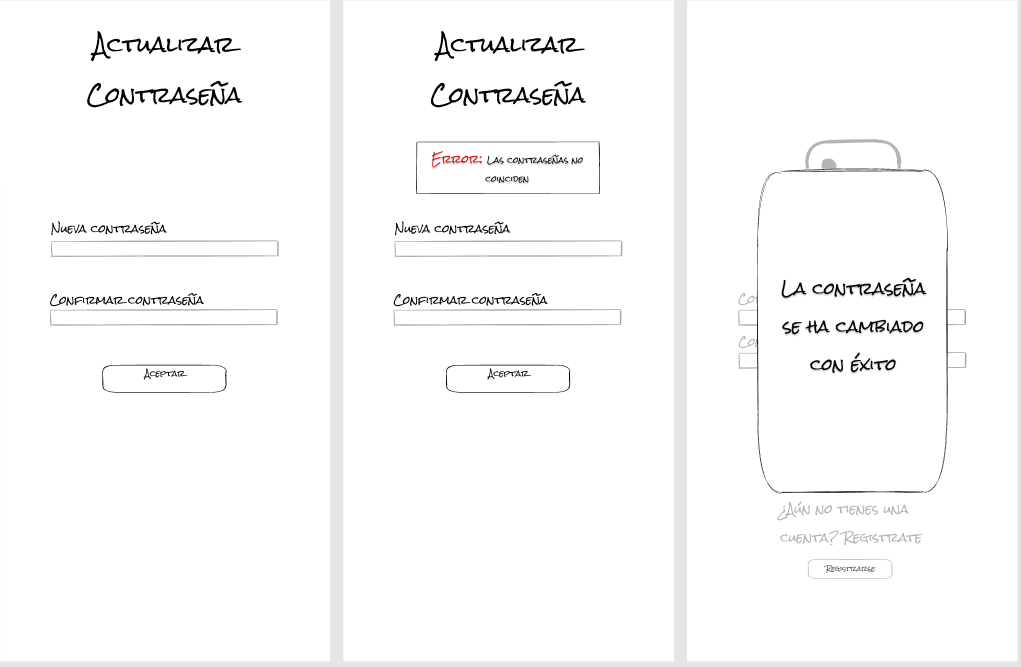 Actualizar
Contraseña
Nueva contraseña
Confirmar contraseña
Aceptar
Actualizar
Contraseña
Error: Las contraseñas no
coinciden
Nueva contraseña
Confirmar contraseña
Aceptar
La contraseña
se ha cambiado
con éxito
¿Aún no tienes una
cuenta? Registrate
Registrarse